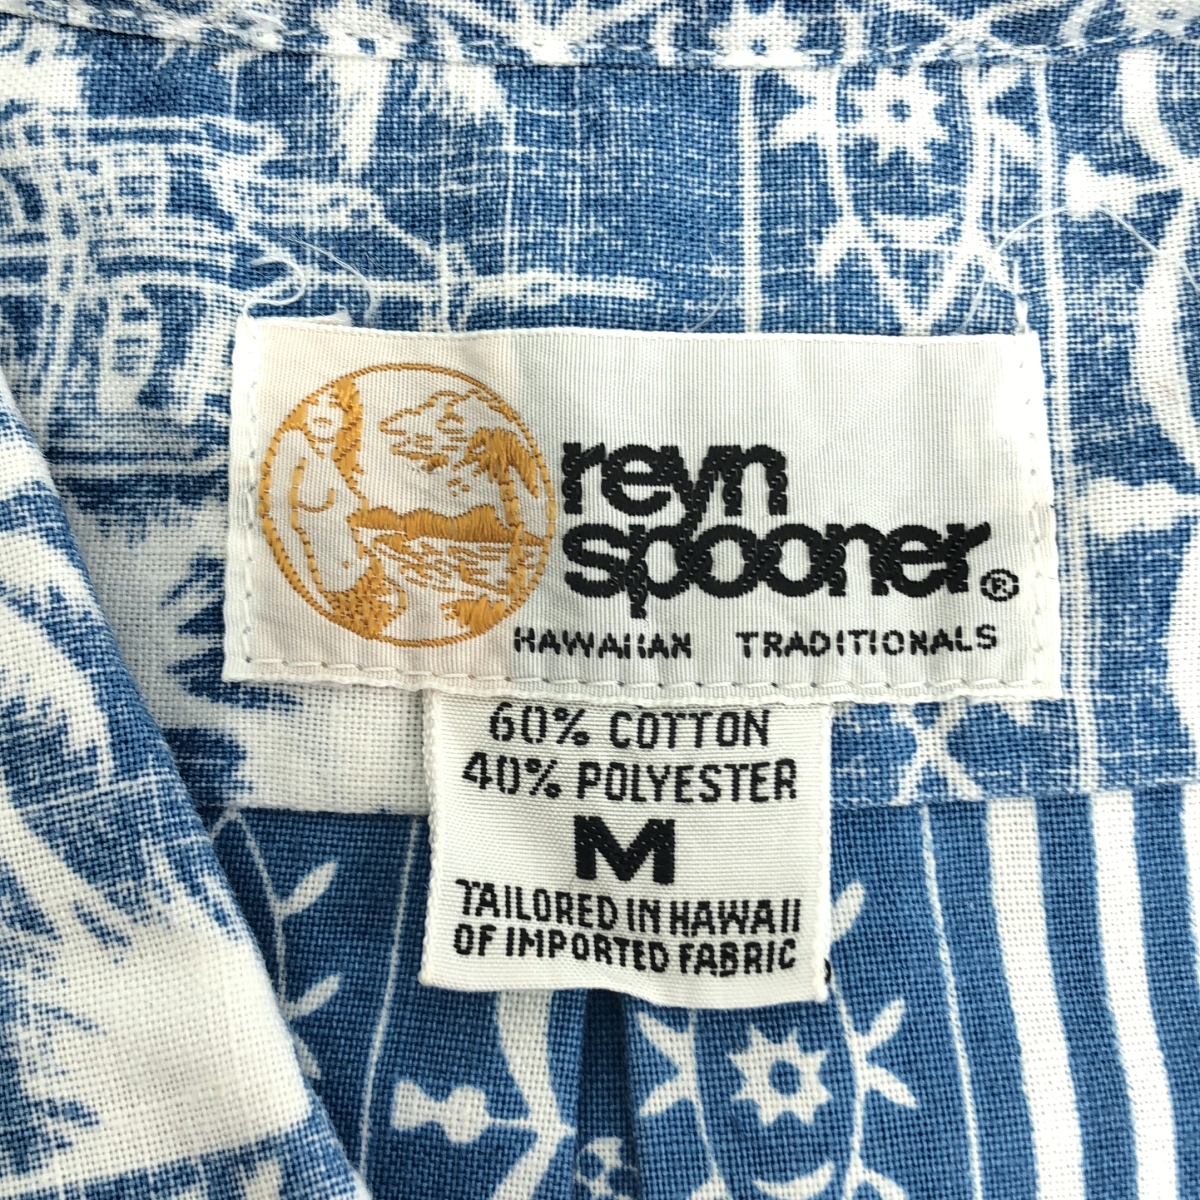 reyn
spooner®
HAWAIIAN TRADITIONALS
60% COTTON
40% POLYESTER
M
TAILORED IN HAWAII
OF IMPORTED FABRIC